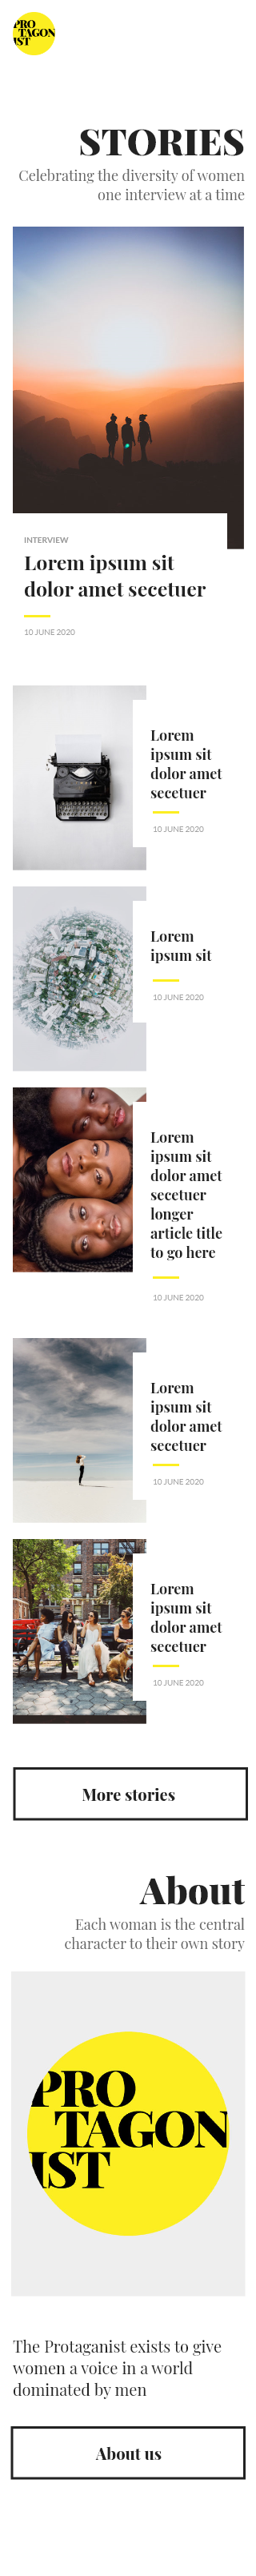 PRO
TAGON
IST
STORIES
Celebrating the diversity of women
one interview at a time
INTERVIEW
Lorem ipsum sit
dolor amet secetuer
10 JUNE 2020
Lorem
ipsum sit
dolor amet
secetuer
10 JUNE 2020
Lorem
ipsum sit
10 JUNE 2020
Lorem
ipsum sit
dolor amet
secetuer
longer
article title
to go here
10 JUNE 2020
Lorem
ipsum sit
dolor amet
secetuer
10 JUNE 2020
Lorem
ipsum sit
dolor amet
secetuer
10 JUNE 2020
More stories
About
Each woman is the central
character to their own story
PRO
TAGON
IST
The Protaganist exists to give
women a voice in a world
dominated by men
About us